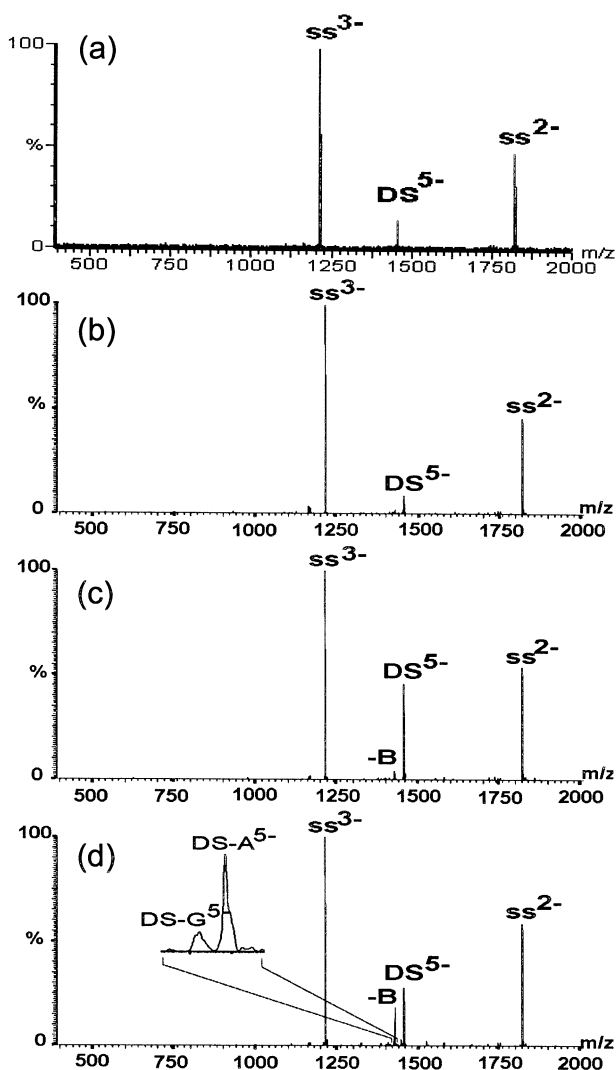 (a)
ss3-
100
%
DS5-
ss2-
0
500 750 1000 1250 1500 1750 2000 m/z
(b)
ss3-
100
%
DS5-
ss2-
0
m/z
500 750 1000 1250 1500 1750 2000
(c)
ss3-
100
%
DS5-
ss2-
-B
0
m/z
500 750 1000 1250 1500 1750 2000
(d)
ss3-
100
DS-A5-
DS-G5-
%
DS5-
ss2-
-B
0
m/z
500 750 1000 1250 1500 1750 2000